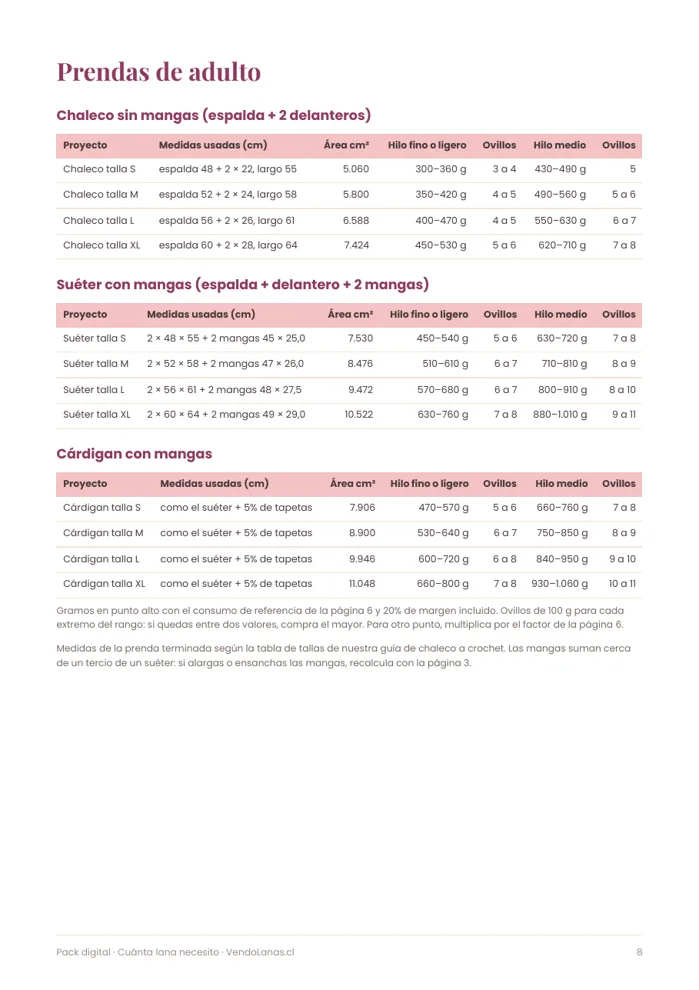 Prendas de adulto
Chaleco sin mangas (espalda + 2 delanteros)
Proyecto Medidas usadas (cm) Área cm² Hilo fino o ligero Ovillos Hilo medio Ovillos
Chaleco talla S espalda 48 + 2 × 22, largo 55 5.060 300–360 g 3 a 4 430–490 g 5
Chaleco talla M espalda 52 + 2 × 24, largo 58 5.800 350–420 g 4 a 5 490–560 g 5 a 6
Chaleco talla L espalda 56 + 2 × 26, largo 61 6.588 400–470 g 4 a 5 550–630 g 6 a 7
Chaleco talla XL espalda 60 + 2 × 28, largo 64 7.424 450–530 g 5 a 6 620–710 g 7 a 8
Suéter con mangas (espalda + delantero + 2 mangas)
Proyecto Medidas usadas (cm) Área cm² Hilo fino o ligero Ovillos Hilo medio Ovillos
Suéter talla S 2 × 48 × 55 + 2 mangas 45 × 25,0 7.530 450–540 g 5 a 6 630–720 g 7 a 8
Suéter talla M 2 × 52 × 58 + 2 mangas 47 × 26,0 8.476 510–610 g 6 a 7 710–810 g 8 a 9
Suéter talla L 2 × 56 × 61 + 2 mangas 48 × 27,5 9.472 570–680 g 6 a 7 800–910 g 8 a 10
Suéter talla XL 2 × 60 × 64 + 2 mangas 49 × 29,0 10.522 630–760 g 7 a 8 880–1.010 g 9 a 11
Cárdigan con mangas
Proyecto Medidas usadas (cm) Área cm² Hilo fino o ligero Ovillos Hilo medio Ovillos
Cárdigan talla S como el suéter + 5% de tapetas 7.906 470–570 g 5 a 6 660–760 g 7 a 8
Cárdigan talla M como el suéter + 5% de tapetas 8.900 530–640 g 6 a 7 750–850 g 8 a 9
Cárdigan talla L como el suéter + 5% de tapetas 9.946 600–720 g 6 a 8 840–950 g 9 a 10
Cárdigan talla XL como el suéter + 5% de tapetas 11.048 660–800 g 7 a 8 930–1.060 g 10 a 11
Gramos en punto alto con el consumo de referencia de la página 6 y 20% de margen incluido. Ovillos de 100 g para cada
extremo del rango: si quedas entre dos valores, compra el mayor. Para otro punto, multiplica por el factor de la página 6.
Medidas de la prenda terminada según la tabla de tallas de nuestra guía de chaleco a crochet. Las mangas suman cerca
de un tercio de un suéter: si alargas o ensanchas las mangas, recalcula con la página 3.
Pack digital · Cuánta lana necesito · VendoLanas.cl 8